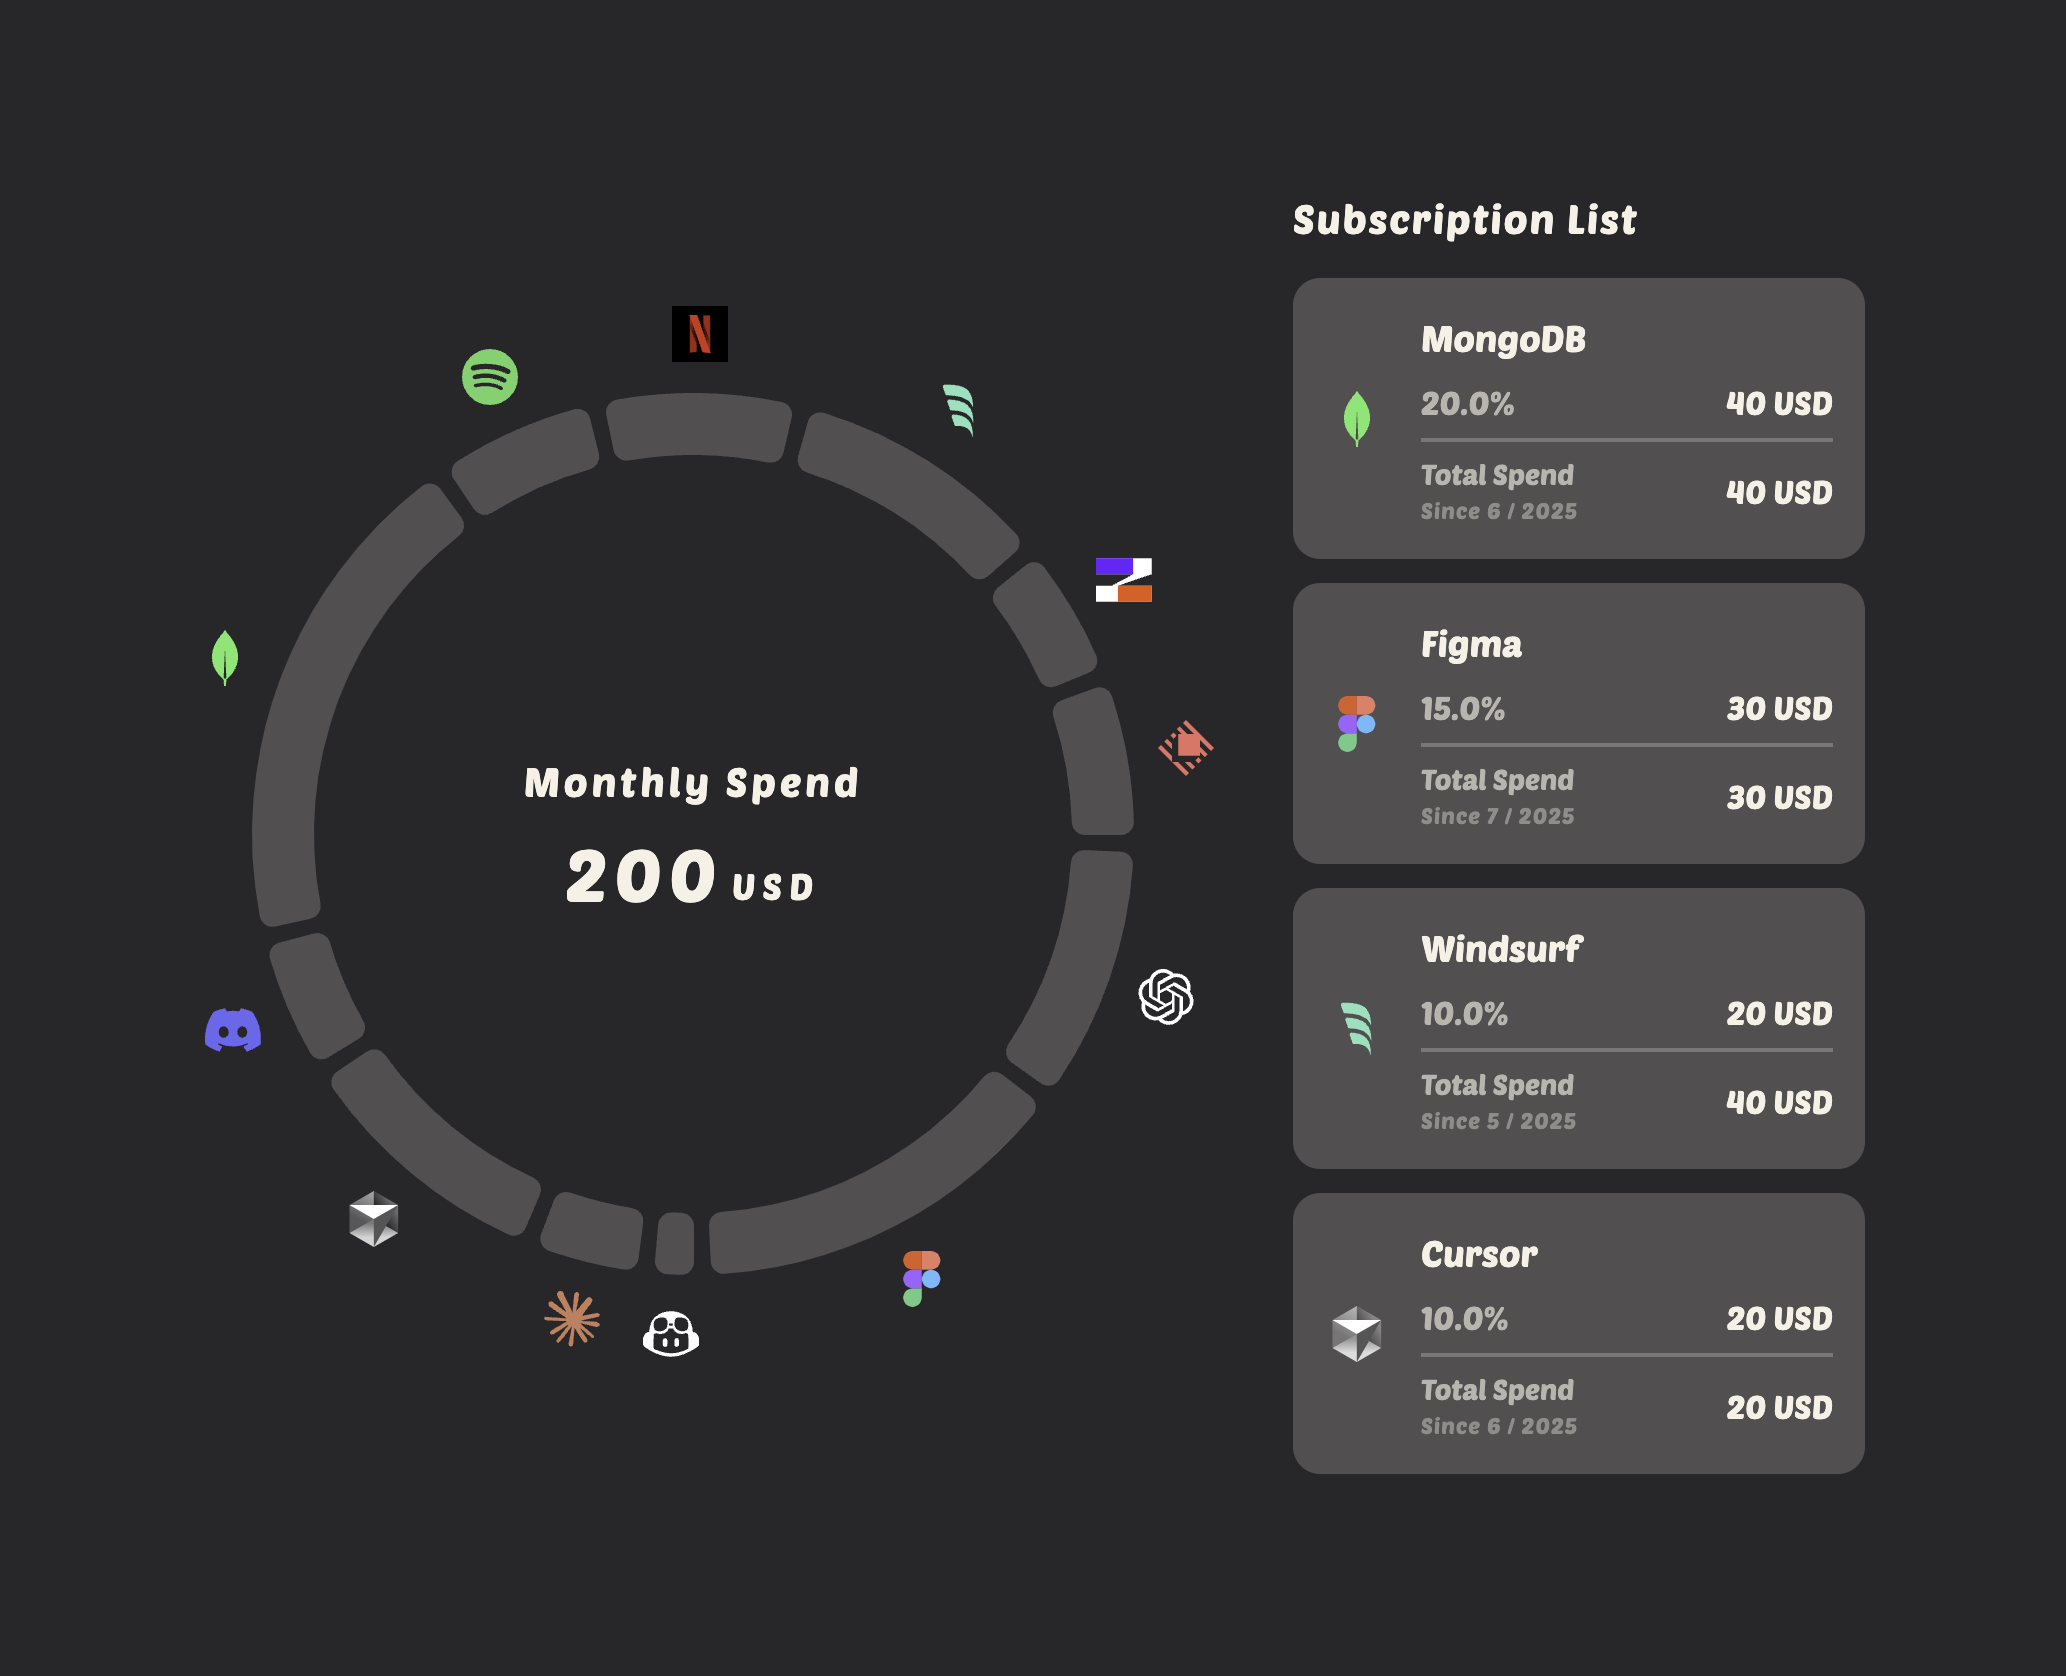 Monthly Spend
200 USD
Subscription List
MongoDB
20.0% 40 USD
Total Spend
Since 6 / 2025
40 USD
Figma
15.0% 30 USD
Total Spend
Since 7 / 2025
30 USD
Windsurf
10.0% 20 USD
Total Spend
Since 5 / 2025
40 USD
Cursor
10.0% 20 USD
Total Spend
Since 6 / 2025
20 USD